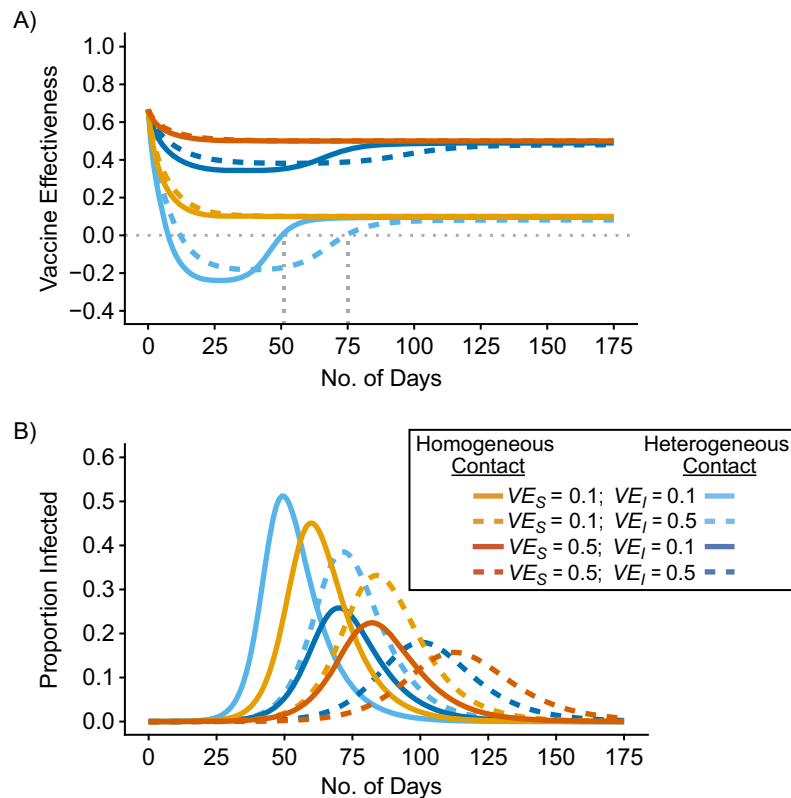 A)
Vaccine Effectiveness
1.0
0.8
0.6
0.4
0.2
0.0
−0.2
−0.4
0 25 50 75 100 125 150 175
No. of Days
B)
Proportion Infected
0.6
0.5
0.4
0.3
0.2
0.1
0.0
Homogeneous Heterogeneous
Contact Contact
VES = 0.1; VEI = 0.1
VES = 0.1; VEI = 0.5
VES = 0.5; VEI = 0.1
VES = 0.5; VEI = 0.5
0 25 50 75 100 125 150 175
No. of Days